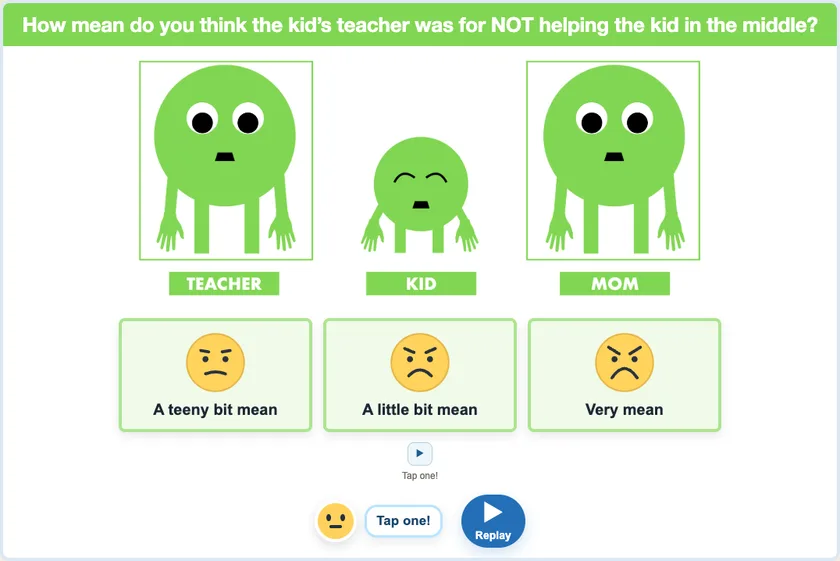 How mean do you think the kid’s teacher was for NOT helping the kid in the middle?
TEACHER
KID
MOM
A teeny bit mean
A little bit mean
Very mean
Tap one!
Tap one!
Replay